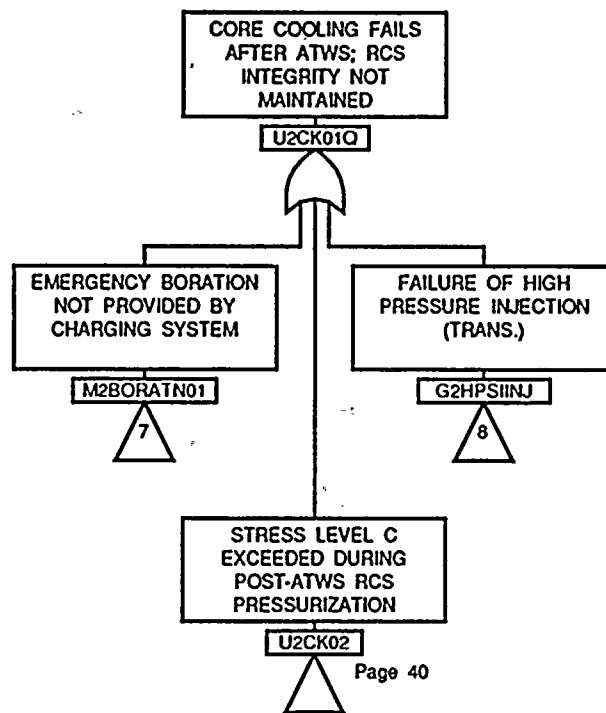 CORE COOLING FAILS
AFTER ATWS; RCS
INTEGRITY NOT
MAINTAINED
U2CK01Q
EMERGENCY BORATION
NOT PROVIDED BY
CHARGING SYSTEM
M2BORATN01
7
FAILURE OF HIGH
PRESSURE INJECTION
(TRANS.)
G2HPSIINJ
8
STRESS LEVEL C
EXCEEDED DURING
POST-ATWS RCS
PRESSURIZATION
U2CK02
Page 40